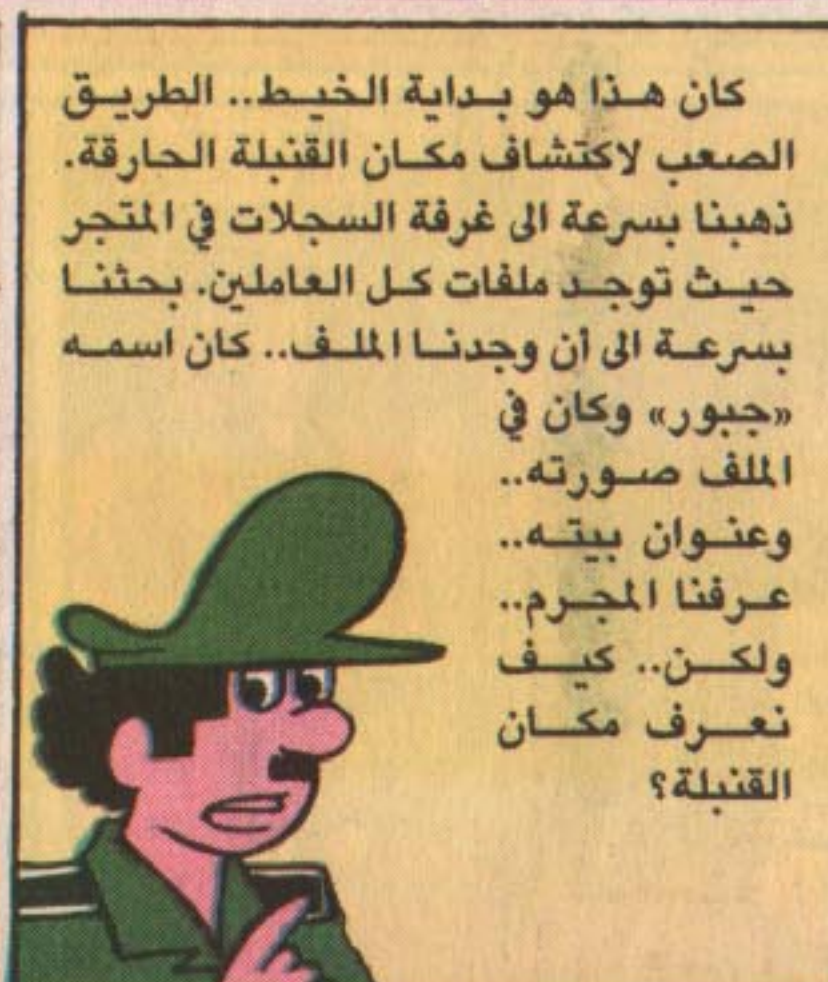 كان هذا هو بداية الخيط.. الطريق
الصعب لاكتشاف مكان القنبلة الحارقة.
ذهبنا بسرعة الى غرفة السجلات في المتجر
حيث توجد ملفات كل العاملين. بحثنا
بسرعة الى أن وجدنا الملف.. كان اسمه
«جبور» وكان في
الملف صورته..
وعنوان بيته..
عرفنا المجرم..
ولكن.. كيف
نعرف مكان
القنبلة؟